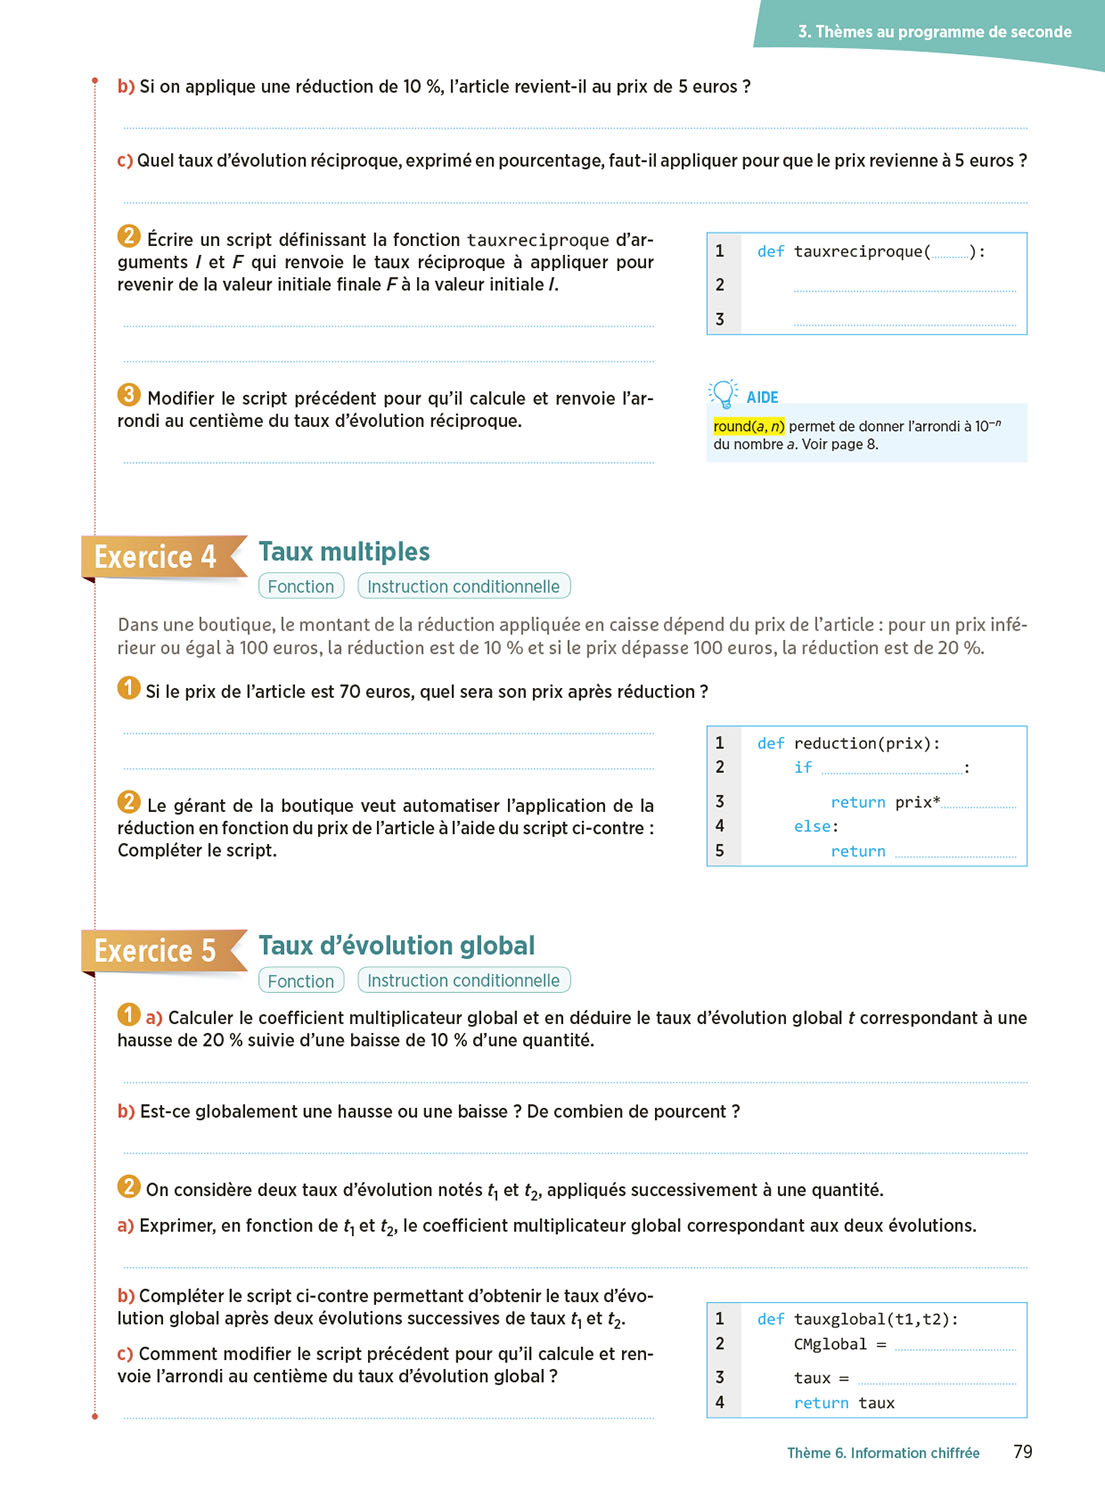 3. Thèmes au programme de seconde
b) Si on applique une réduction de 10 %, l’article revient-il au prix de 5 euros ?
c) Quel taux d’évolution réciproque, exprimé en pourcentage, faut-il appliquer pour que le prix revienne à 5 euros ?
2 Écrire un script définissant la fonction tauxreciproque d’ar-
guments I et F qui renvoie le taux réciproque à appliquer pour
revenir de la valeur initiale finale F à la valeur initiale I.
1 def tauxreciproque( ):
2
3
3 Modifier le script précédent pour qu’il calcule et renvoie l’ar-
rondi au centième du taux d’évolution réciproque.
AIDE
round(a, n) permet de donner l’arrondi à 10⁻ⁿ
du nombre a. Voir page 8.
Exercice 4 Taux multiples
Fonction Instruction conditionnelle
Dans une boutique, le montant de la réduction appliquée en caisse dépend du prix de l’article : pour un prix infé-
rieur ou égal à 100 euros, la réduction est de 10 % et si le prix dépasse 100 euros, la réduction est de 20 %.
1 Si le prix de l’article est 70 euros, quel sera son prix après réduction ?
2 Le gérant de la boutique veut automatiser l’application de la
réduction en fonction du prix de l’article à l’aide du script ci-contre :
Compléter le script.
1 def reduction(prix):
2 if :
3 return prix*
4 else:
5 return
Exercice 5 Taux d’évolution global
Fonction Instruction conditionnelle
1 a) Calculer le coefficient multiplicateur global et en déduire le taux d’évolution global t correspondant à une
hausse de 20 % suivie d’une baisse de 10 % d’une quantité.
b) Est-ce globalement une hausse ou une baisse ? De combien de pourcent ?
2 On considère deux taux d’évolution notés t₁ et t₂, appliqués successivement à une quantité.
a) Exprimer, en fonction de t₁ et t₂, le coefficient multiplicateur global correspondant aux deux évolutions.
b) Compléter le script ci-contre permettant d’obtenir le taux d’évo-
lution global après deux évolutions successives de taux t₁ et t₂.
c) Comment modifier le script précédent pour qu’il calcule et ren-
voie l’arrondi au centième du taux d’évolution global ?
1 def tauxglobal(t1,t2):
2 CMglobal =
3 taux =
4 return taux
Thème 6. Information chiffrée 79